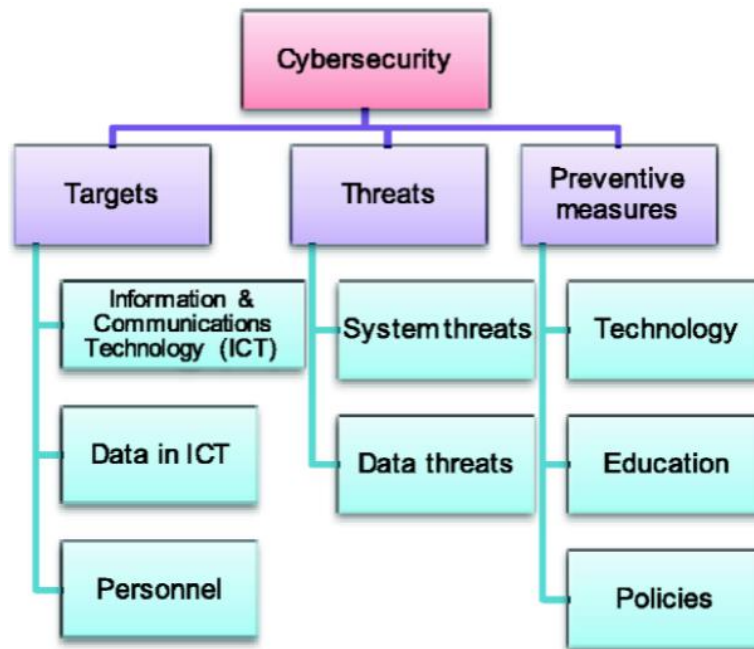 Cybersecurity
Targets
Threats
Preventive
measures
Information &
Communications
Technology (ICT)
Data in ICT
Personnel
System threats
Data threats
Technology
Education
Policies